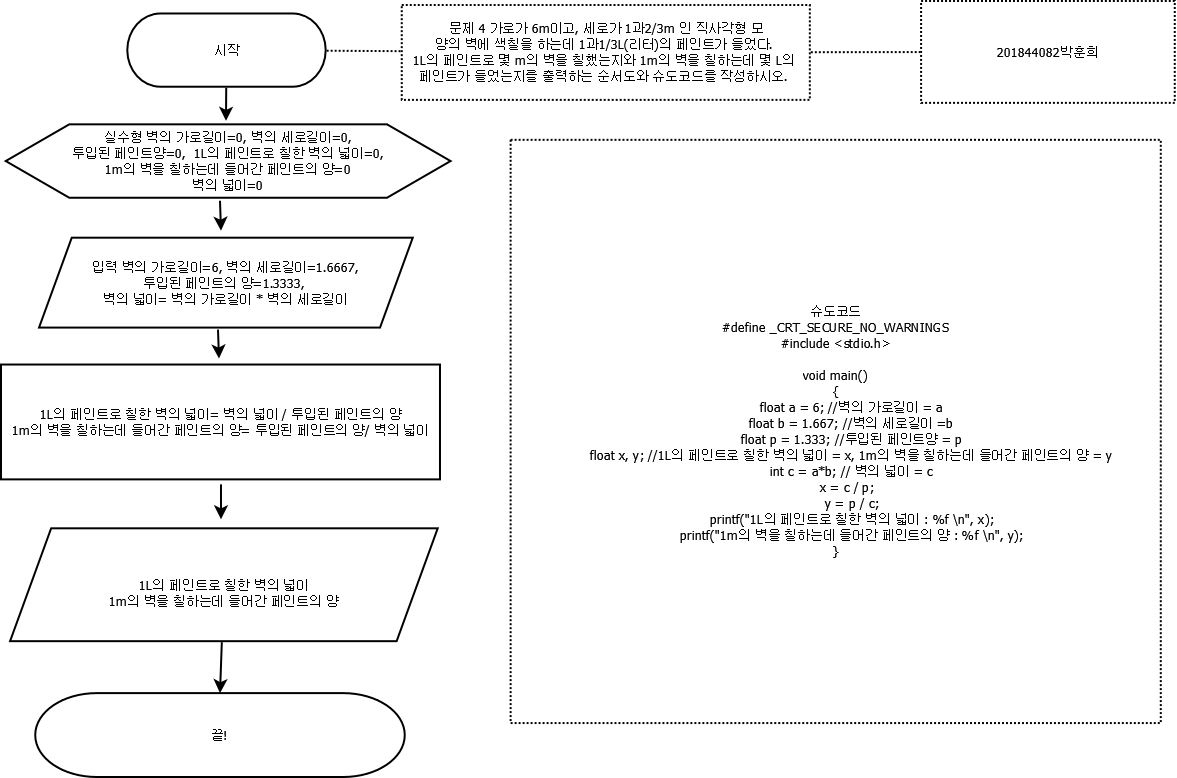 시작
문제 4 가로가 6m이고, 세로가 1과2/3m 인 직사각형 모
양의 벽에 색칠을 하는데 1과1/3L(리터)의 페인트가 들었다.
1L의 페인트로 몇 m의 벽을 칠했는지와 1m의 벽을 칠하는데 몇 L의
페인트가 들었는지를 출력하는 순서도와 슈도코드를 작성하시오.
201844082박훈희
실수형 벽의 가로길이=0, 벽의 세로길이=0,
투입된 페인트양=0, 1L의 페인트로 칠한 벽의 넓이=0,
1m의 벽을 칠하는데 들어간 페인트의 양=0
벽의 넓이=0
입력 벽의 가로길이=6, 벽의 세로길이=1.6667,
투입된 페인트의 양=1.3333,
벽의 넓이= 벽의 가로길이 * 벽의 세로길이
1L의 페인트로 칠한 벽의 넓이= 벽의 넓이 / 투입된 페인트의 양
1m의 벽을 칠하는데 들어간 페인트의 양= 투입된 페인트의 양/ 벽의 넓이
1L의 페인트로 칠한 벽의 넓이
1m의 벽을 칠하는데 들어간 페인트의 양
끝!
슈도코드
#define _CRT_SECURE_NO_WARNINGS
#include <stdio.h>
void main()
{
float a = 6; //벽의 가로길이 = a
float b = 1.667; //벽의 세로길이 =b
float p = 1.333; //투입된 페인트양 = p
float x, y; //1L의 페인트로 칠한 벽의 넓이 = x, 1m의 벽을 칠하는데 들어간 페인트의 양 = y
int c = a*b; // 벽의 넓이 = c
x = c / p;
y = p / c;
printf("1L의 페인트로 칠한 벽의 넓이 : %f \n", x);
printf("1m의 벽을 칠하는데 들어간 페인트의 양 : %f \n", y);
}